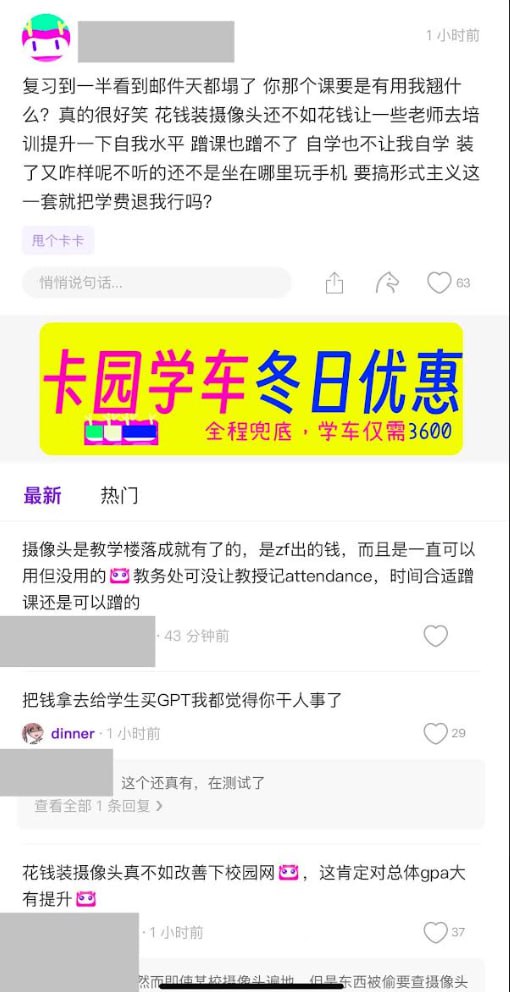 1 小时前
复习到一半看到邮件天都塌了 你那个课要是有用我翘什
么？真的很好笑 花钱装摄像头还不如花钱让一些老师去培
训提升一下自我水平 蹭课也蹭不了 自学也不让我自学 装
了又咋样呢不听的还不是坐在哪里玩手机 要搞形式主义这
一套就把学费退我行吗?
甩个卡卡
悄悄说句话...
63
卡园学车冬日优惠
全程兜底，学车仅需3600
最新 热门
摄像头是教学楼落成就有了的，是zf出的钱，而且是一直可以
用但没用的 教务处可没让教授记attendance，时间合适蹭
课还是可以蹭的
· 43 分钟前
把钱拿去给学生买GPT我都觉得你干人事了
dinner · 1 小时前
29
这个还真有，在测试了
查看全部 1 条回复 >
花钱装摄像头真不如改善下校园网 ，这肯定对总体gpa大
有提升
· 1 小时前
37
然而即使某校摄像头遍地，但是东西被偷要查摄像头